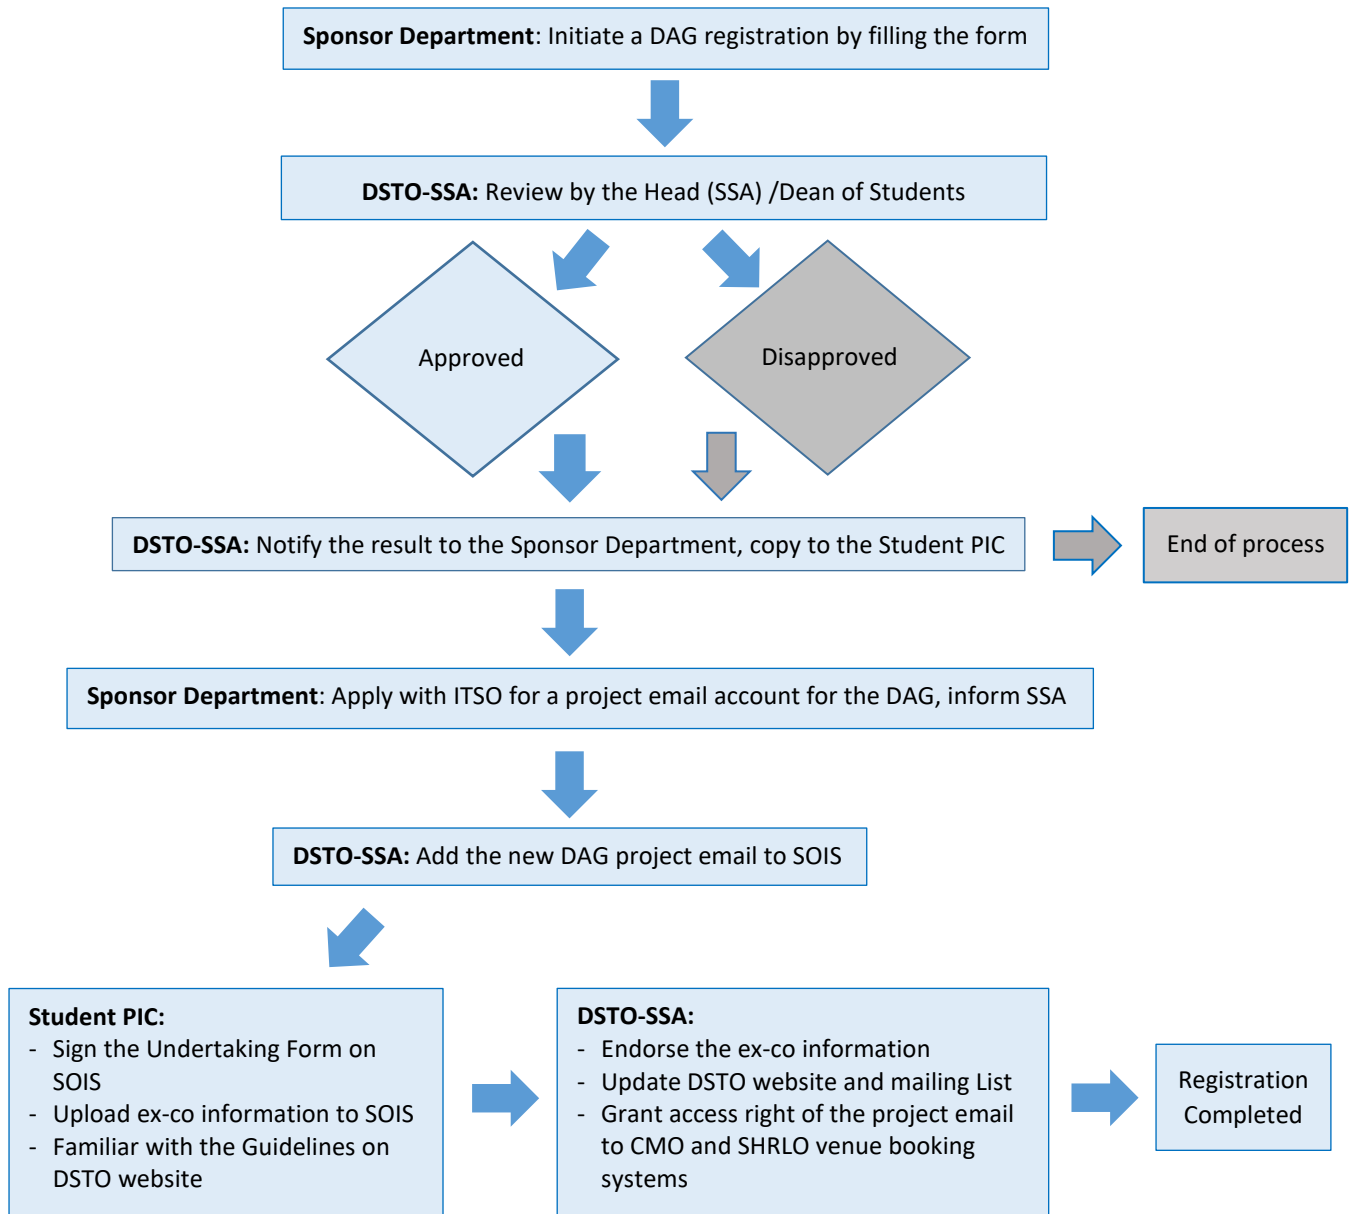 Sponsor Department: Initiate a DAG registration by filling the form
DSTO-SSA: Review by the Head (SSA) /Dean of Students
Approved
Disapproved
DSTO-SSA: Notify the result to the Sponsor Department, copy to the Student PIC
End of process
Sponsor Department: Apply with ITSO for a project email account for the DAG, inform SSA
DSTO-SSA: Add the new DAG project email to SOIS
Student PIC:
- Sign the Undertaking Form on
SOIS
- Upload ex-co information to SOIS
- Familiar with the Guidelines on
DSTO website
DSTO-SSA:
- Endorse the ex-co information
- Update DSTO website and mailing List
- Grant access right of the project email
to CMO and SHRLO venue booking
systems
Registration
Completed